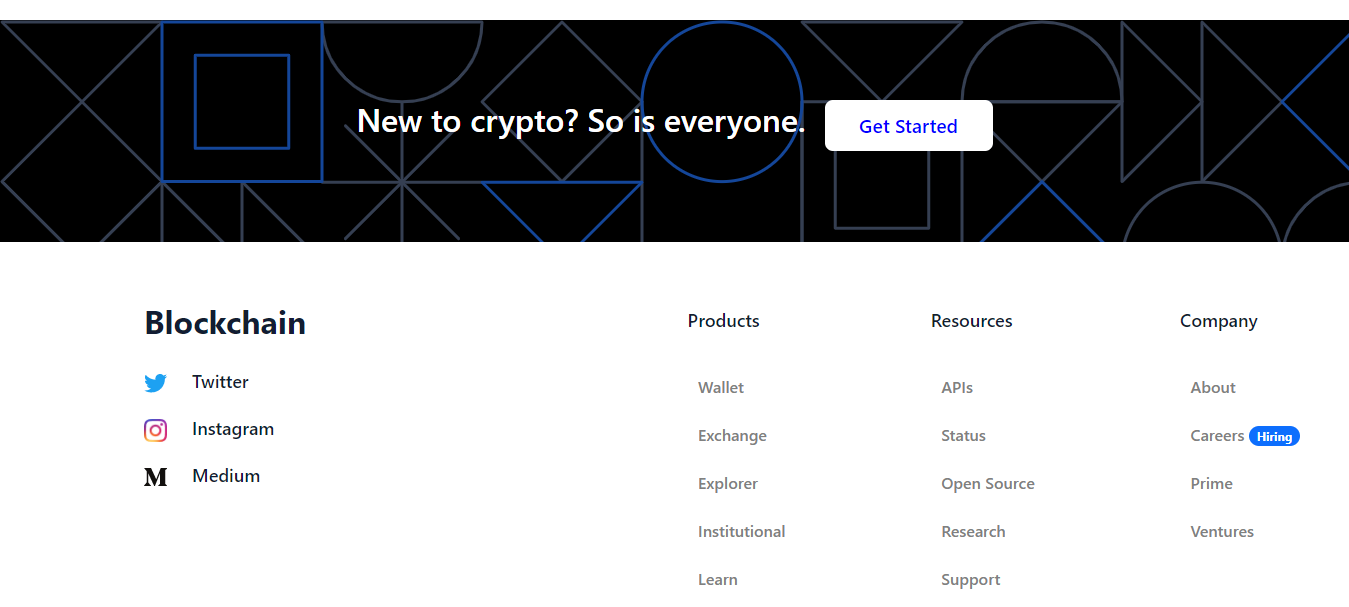 New to crypto? So is everyone.
Get Started
Blockchain
Twitter
Instagram
Medium
Products
Wallet
Exchange
Explorer
Institutional
Learn
Resources
APIs
Status
Open Source
Research
Support
Company
About
Careers Hiring
Prime
Ventures